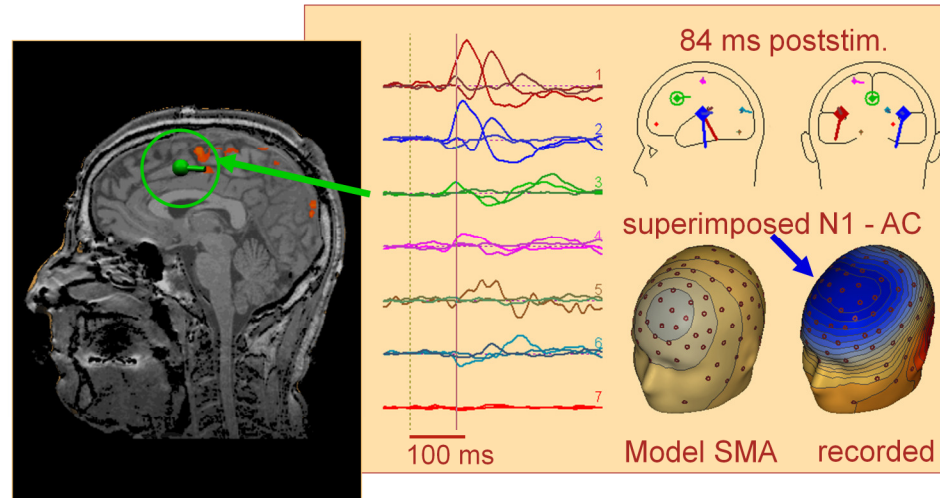 84 ms poststim.
1
2
3
4
5
6
7
100 ms
superimposed N1 - AC
Model SMA
recorded